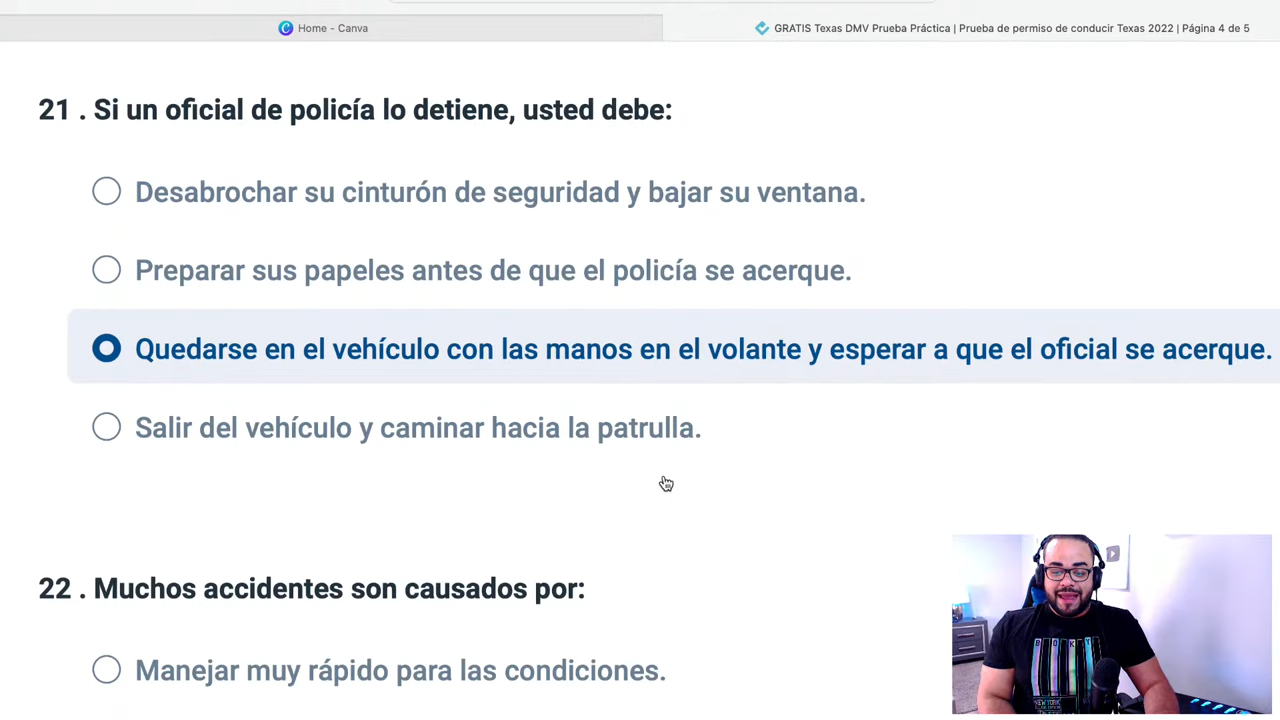 Home - Canva
GRATIS Texas DMV Prueba Práctica | Prueba de permiso de conducir Texas 2022 | Página 4 de 5
21 . Si un oficial de policía lo detiene, usted debe:
Desabrochar su cinturón de seguridad y bajar su ventana.
Preparar sus papeles antes de que el policía se acerque.
Quedarse en el vehículo con las manos en el volante y esperar a que el oficial se acerque.
Salir del vehículo y caminar hacia la patrulla.
22 . Muchos accidentes son causados por:
Manejar muy rápido para las condiciones.
NEW YORK